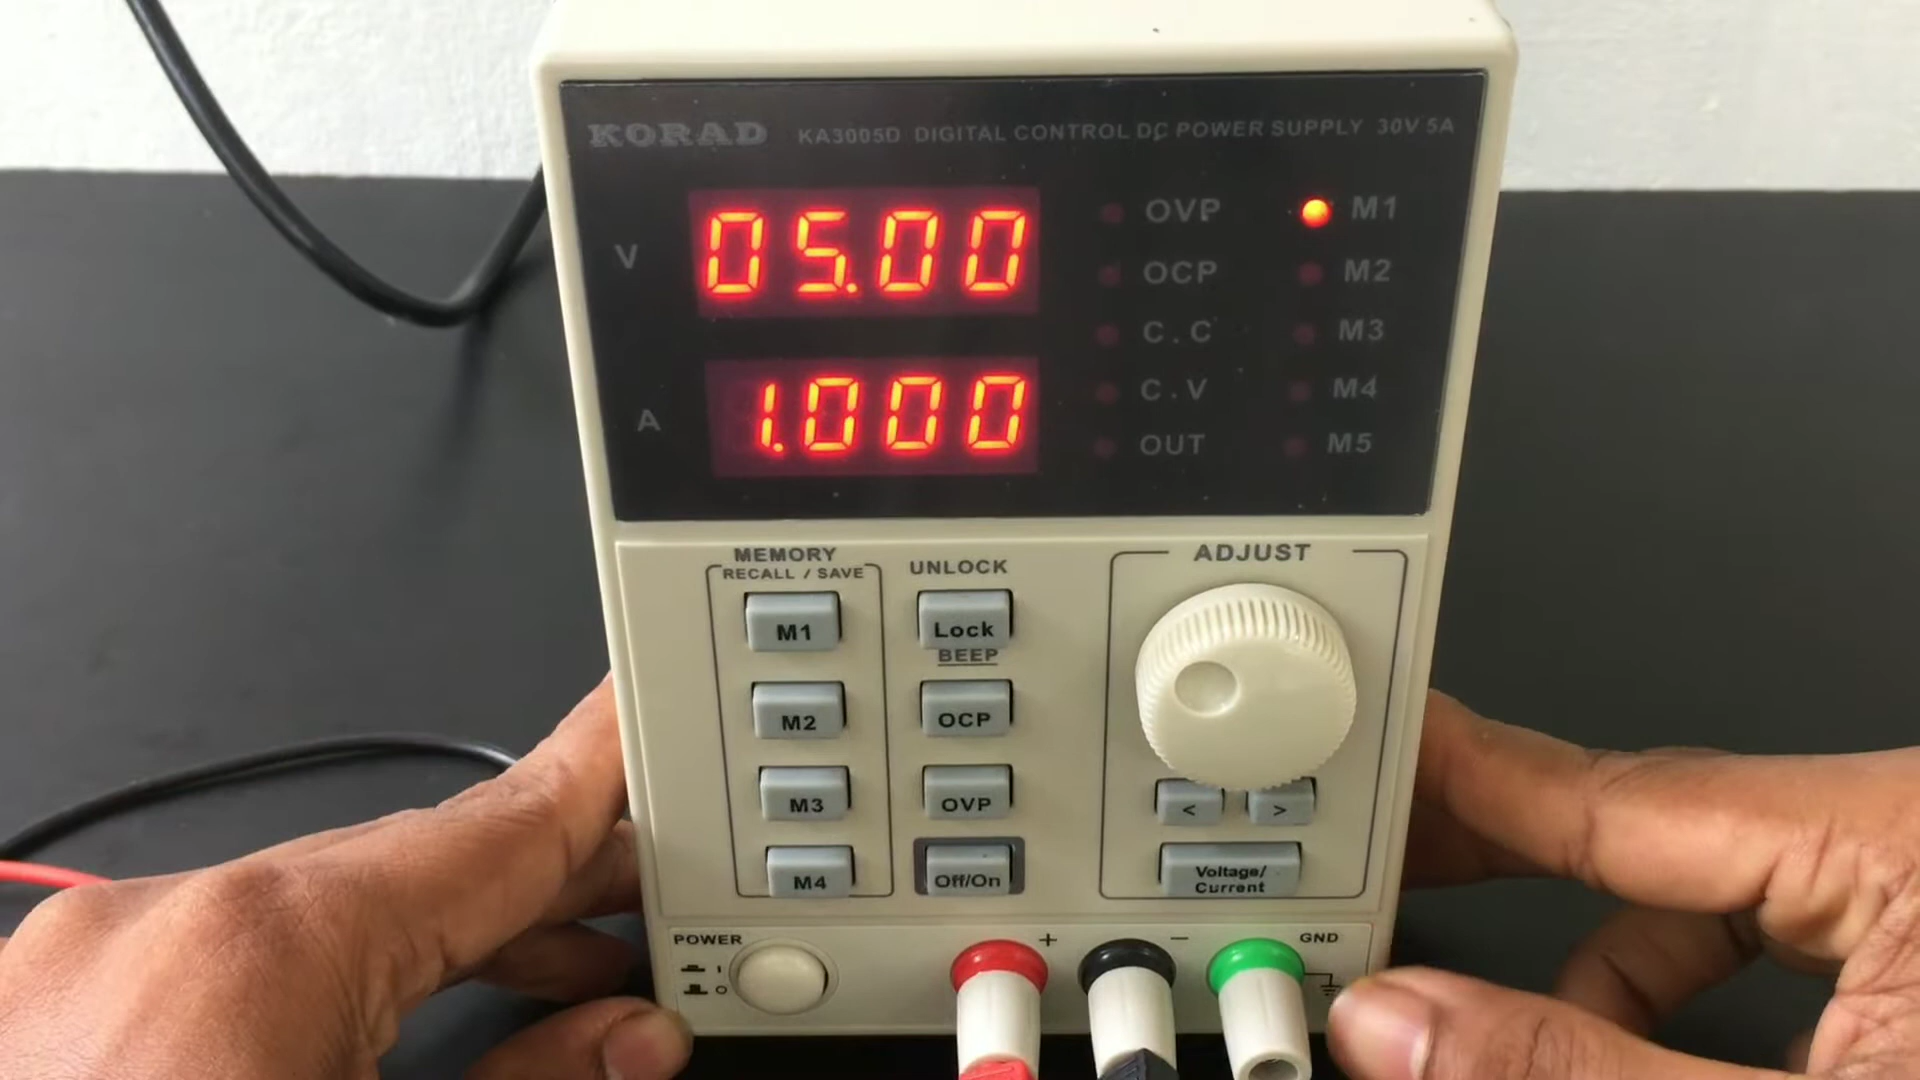 KORAD KA3005D DIGITAL CONTROL DC POWER SUPPLY 30V 5A
V 05.00
A 1.000
OVP M1
OCP M2
C.C M3
C.V M4
OUT M5
MEMORY
RECALL / SAVE
M1
M2
M3
M4
UNLOCK
Lock
BEEP
OCP
OVP
Off/On
ADJUST
< >
Voltage/
Current
POWER
I
O
+ − GND